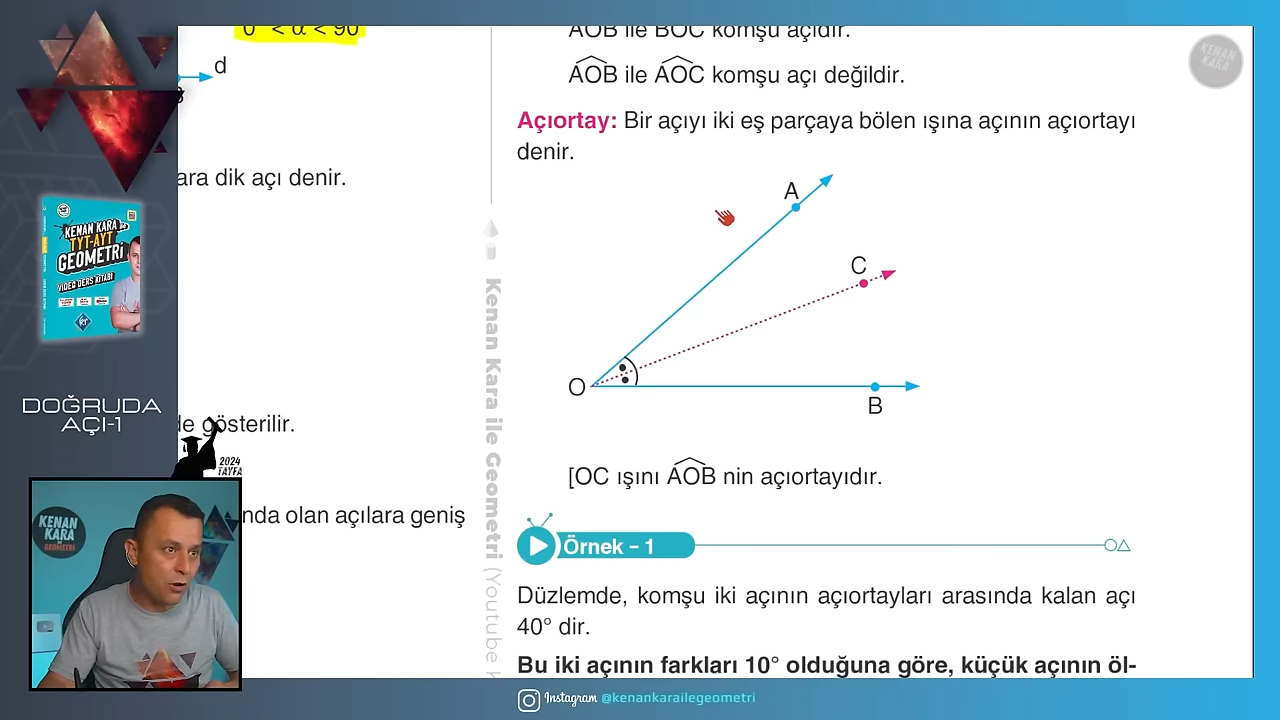 0° < α < 90°
d
ara dik açı denir.
de gösterilir.
nda olan açılara geniş
KENAN KARA
TYT-AYT
GEOMETRİ
VİDEO DERS KİTABI
DOĞRUDA
AÇI-1
2024
TAYFA
KENAN
KARA
GEOMETRİ
Kenan Kara ile Geometri (Youtube
AOB ile BOC komşu açıdır.
AOB ile AOC komşu açı değildir.
Açıortay: Bir açıyı iki eş parçaya bölen ışına açının açıortayı
denir.
A
C
O
B
[OC ışını AOB nin açıortayıdır.
Örnek – 1
Düzlemde, komşu iki açının açıortayları arasında kalan açı
40° dir.
Bu iki açının farkları 10° olduğuna göre, küçük açının öl-
KENAN
KARA
Instagram @kenankarailegeometri